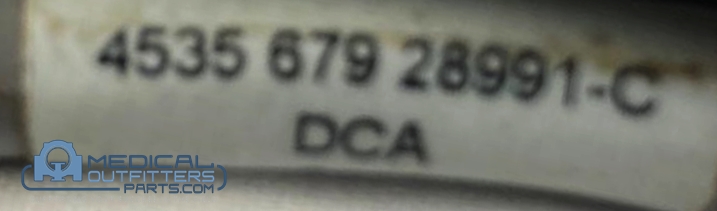 4535 679 28991-C
DCA
MEDICAL
OUTFITTERS
PARTS.COM